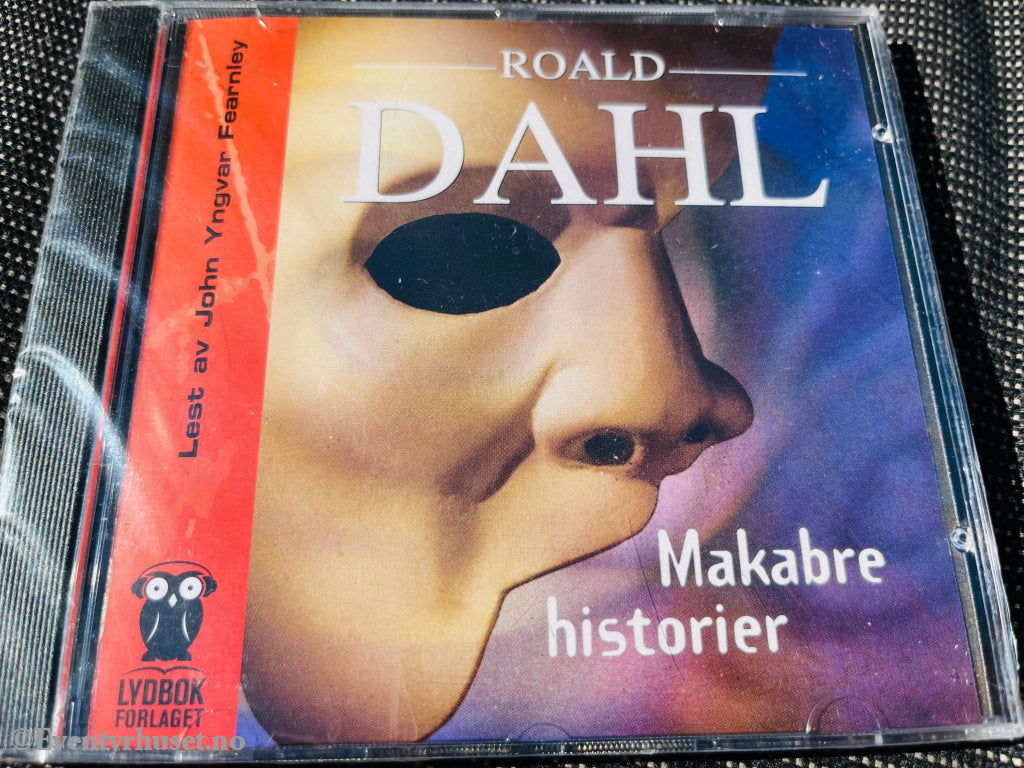 ROALD
DAHL
Lest av John Yngvar Fearnley
Makabre
historier
LYDBOK
FORLAGET
©Eventyrhuset.no